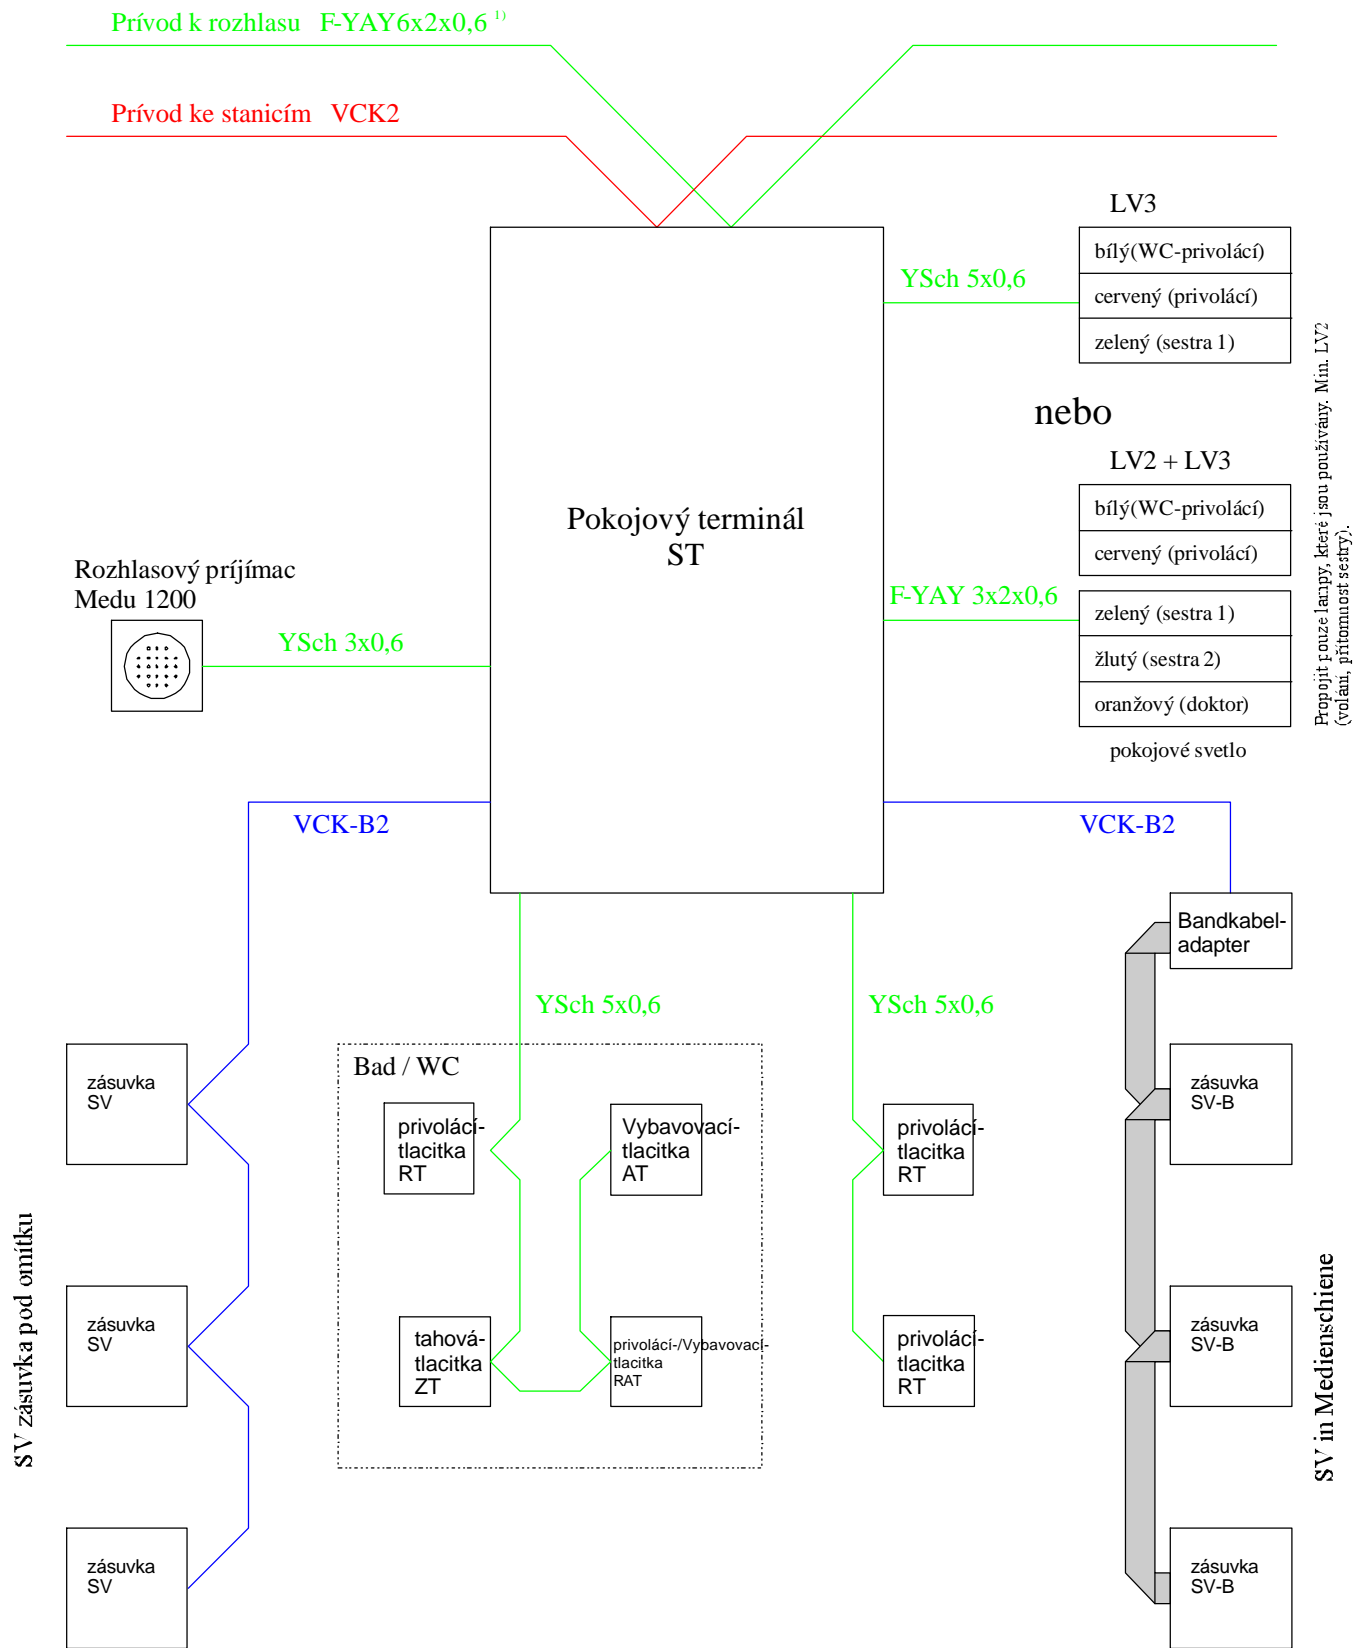 Prívod k rozhlasu F-YAY6x2x0,6 ¹⁾
Prívod ke stanicím VCK2
LV3
bílý(WC-privolácí)
YSch 5x0,6
cervený (privolácí)
zelený (sestra 1)
nebo
LV2 + LV3
bílý(WC-privolácí)
cervený (privolácí)
F-YAY 3x2x0,6
zelený (sestra 1)
žlutý (sestra 2)
oranžový (doktor)
pokojové svetlo
Propojit pouze lampy, které jsou používány. Min. LV2
(volání, přítomnost sestry).
Pokojový terminál
ST
Rozhlasový príjímac
Medu 1200
YSch 3x0,6
VCK-B2
VCK-B2
Bandkabel-
adapter
YSch 5x0,6
YSch 5x0,6
Bad / WC
zásuvka
SV
privolácí-
tlacitka
RT
Vybavovací-
tlacitka
AT
privolácí-
tlacitka
RT
zásuvka
SV-B
SV zásuvka pod omítku
zásuvka
SV
tahová-
tlacitka
ZT
privolácí-/Vybavovací-
tlacitka
RAT
privolácí-
tlacitka
RT
zásuvka
SV-B
SV in Medienschiene
zásuvka
SV
zásuvka
SV-B